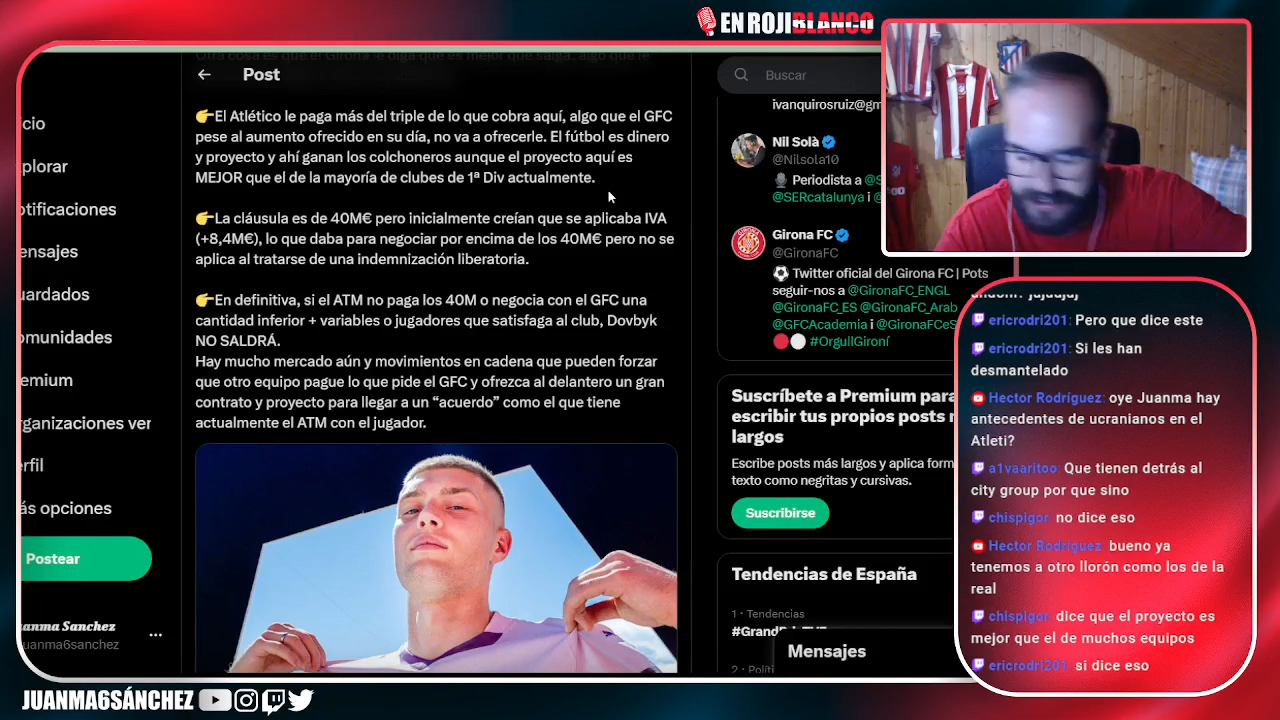 EN ROJIBLANCO
Post
cio
plorar
otificaciones
ensajes
uardados
omunidades
emium
rganizaciones ver
rfil
ás opciones
Postear
anma Sanchez
uanma6sanchez
👉El Atlético le paga más del triple de lo que cobra aquí, algo que el GFC
pese al aumento ofrecido en su día, no va a ofrecerle. El fútbol es dinero
y proyecto y ahí ganan los colchoneros aunque el proyecto aquí es
MEJOR que el de la mayoría de clubes de 1ª Div actualmente.
👉La cláusula es de 40M€ pero inicialmente creían que se aplicaba IVA
(+8,4M€), lo que daba para negociar por encima de los 40M€ pero no se
aplica al tratarse de una indemnización liberatoria.
👉En definitiva, si el ATM no paga los 40M o negocia con el GFC una
cantidad inferior + variables o jugadores que satisfaga al club, Dovbyk
NO SALDRÁ.
Hay mucho mercado aún y movimientos en cadena que pueden forzar
que otro equipo pague lo que pide el GFC y ofrezca al delantero un gran
contrato y proyecto para llegar a un “acuerdo” como el que tiene
actualmente el ATM con el jugador.
Buscar
ivanquirosruiz@gm
Nil Solà
@Nilsola10
Periodista a @S
@SERcatalunya i @
Girona FC
@GironaFC
⚽ Twitter oficial del Girona FC | Pots
seguir-nos a @GironaFC_ENGL
@GironaFC_ES @GironaFC_Arab
@GFCAcademia i @GironaFCeS
🔴⚪ #OrgullGironí
Suscríbete a Premium para
escribir tus propios posts m
largos
Escribe posts más largos y aplica form
texto como negritas y cursivas.
Suscribirse
Tendencias de España
1 · Tendencias
2 · Polít
Mensajes
ericrodri201: Pero que dice este
ericrodri201: Si les han
desmantelado
Hector Rodríguez: oye Juanma hay
antecedentes de ucranianos en el
Atleti?
a1vaaritoo: Que tienen detrás al
city group por que sino
chispigor: no dice eso
Hector Rodríguez: bueno ya
tenemos a otro llorón como los de la
real
chispigor: dice que el proyecto es
mejor que el de muchos equipos
ericrodri201: si dice eso
JUANMA6SÁNCHEZ